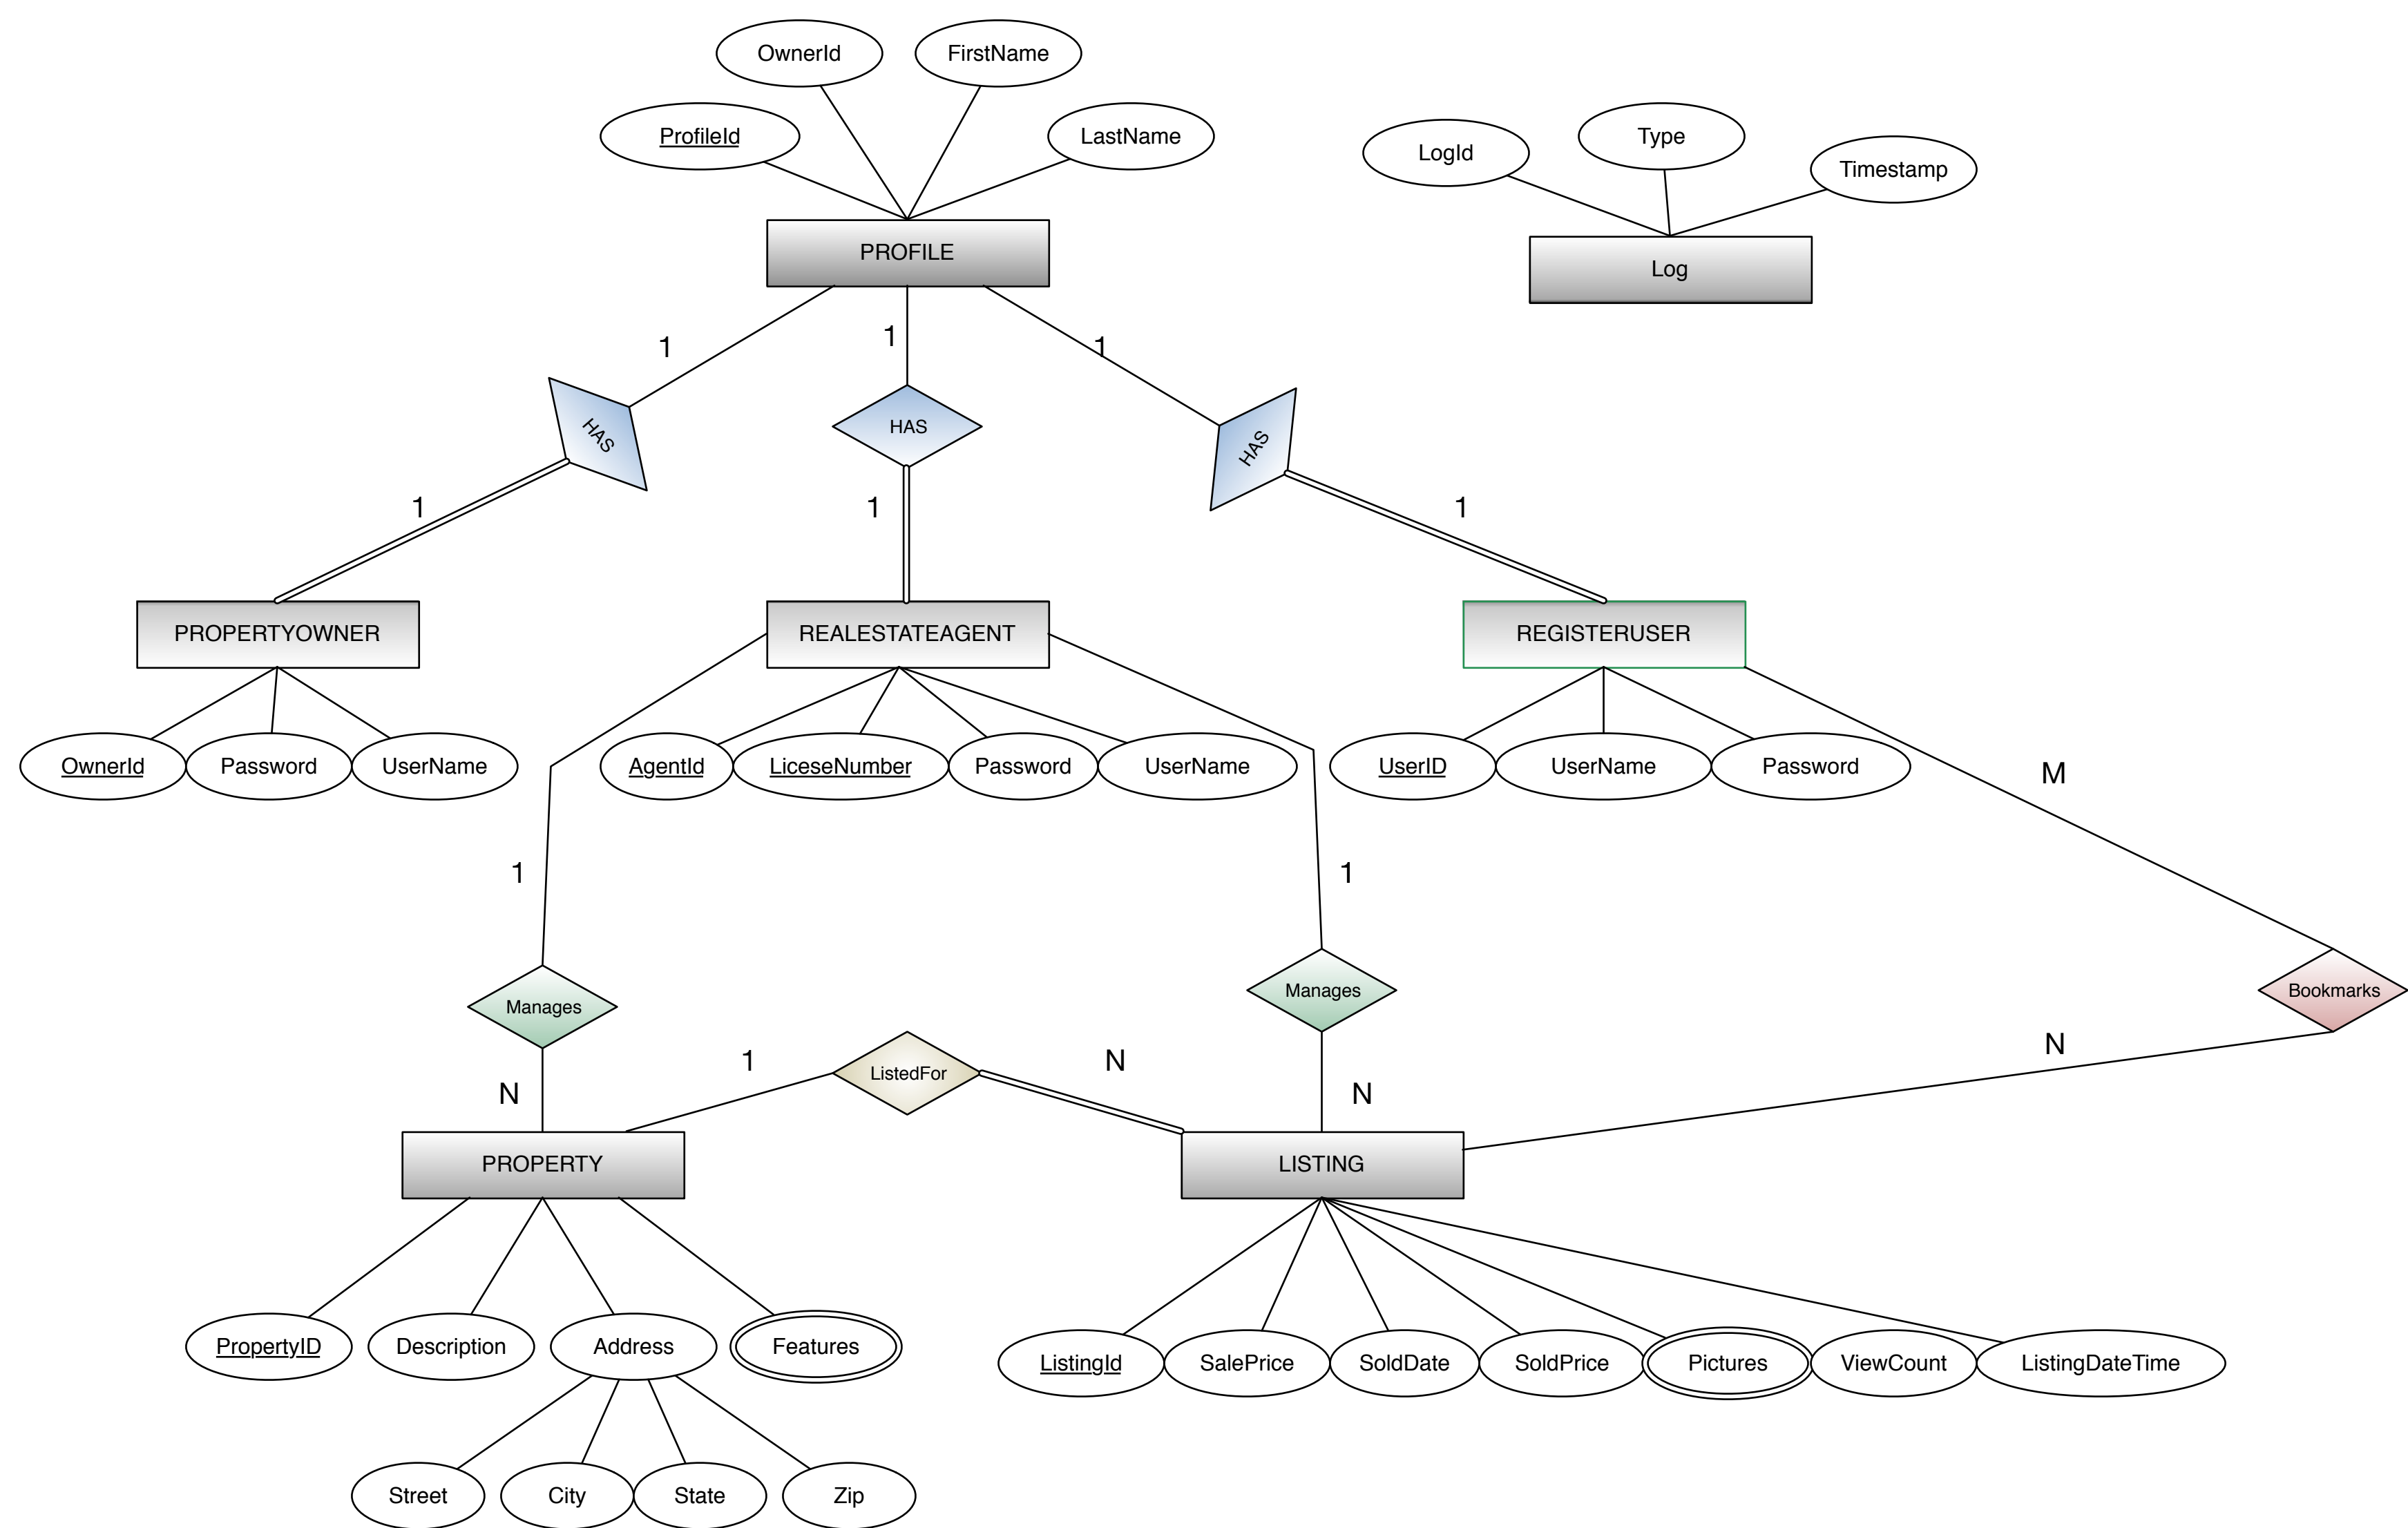 OwnerId
FirstName
ProfileId
LastName
LogId
Type
Timestamp
PROFILE
Log
1
1
1
HAS
HAS
HAS
1
1
1
PROPERTYOWNER
REALESTATEAGENT
REGISTERUSER
OwnerId
Password
UserName
AgentId
LiceseNumber
Password
UserName
UserID
UserName
Password
M
1
1
Manages
Manages
Bookmarks
1
ListedFor
N
N
N
N
PROPERTY
LISTING
PropertyID
Description
Address
Features
ListingId
SalePrice
SoldDate
SoldPrice
Pictures
ViewCount
ListingDateTime
Street
City
State
Zip